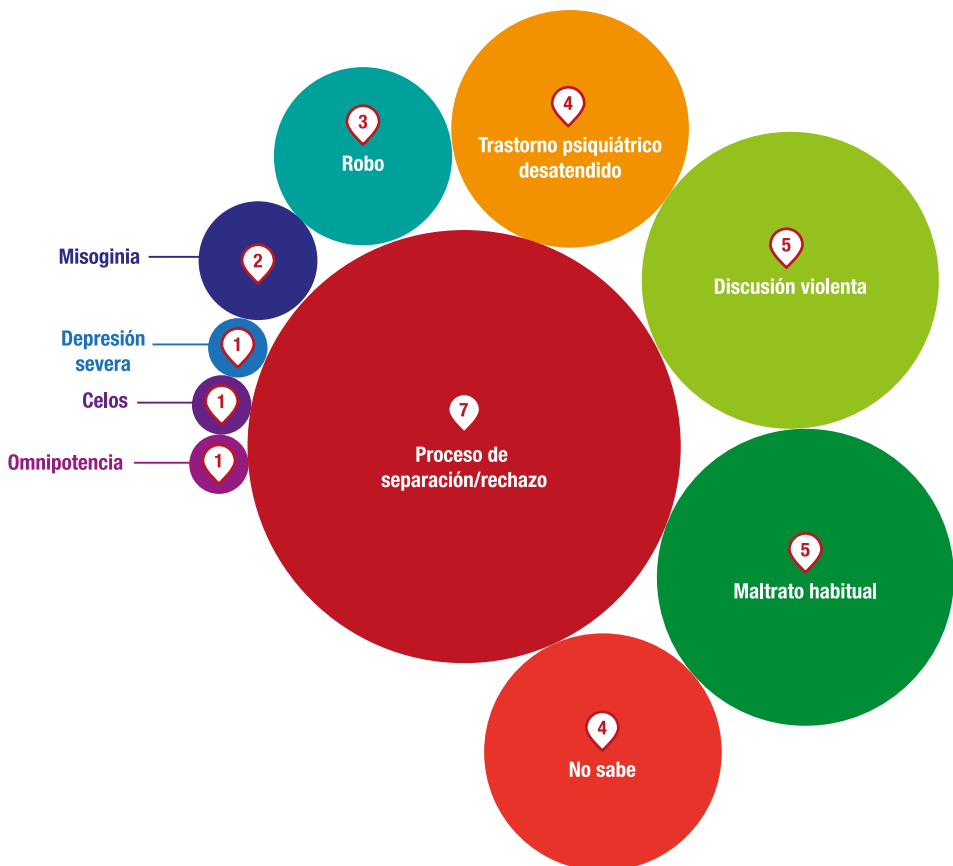 4
Trastorno psiquiátrico
desatendido
3
Robo
5
Discusión violenta
Misoginia
2
Depresión
severa
1
Celos
1
Omnipotencia
1
7
Proceso de
separación/rechazo
5
Maltrato habitual
4
No sabe